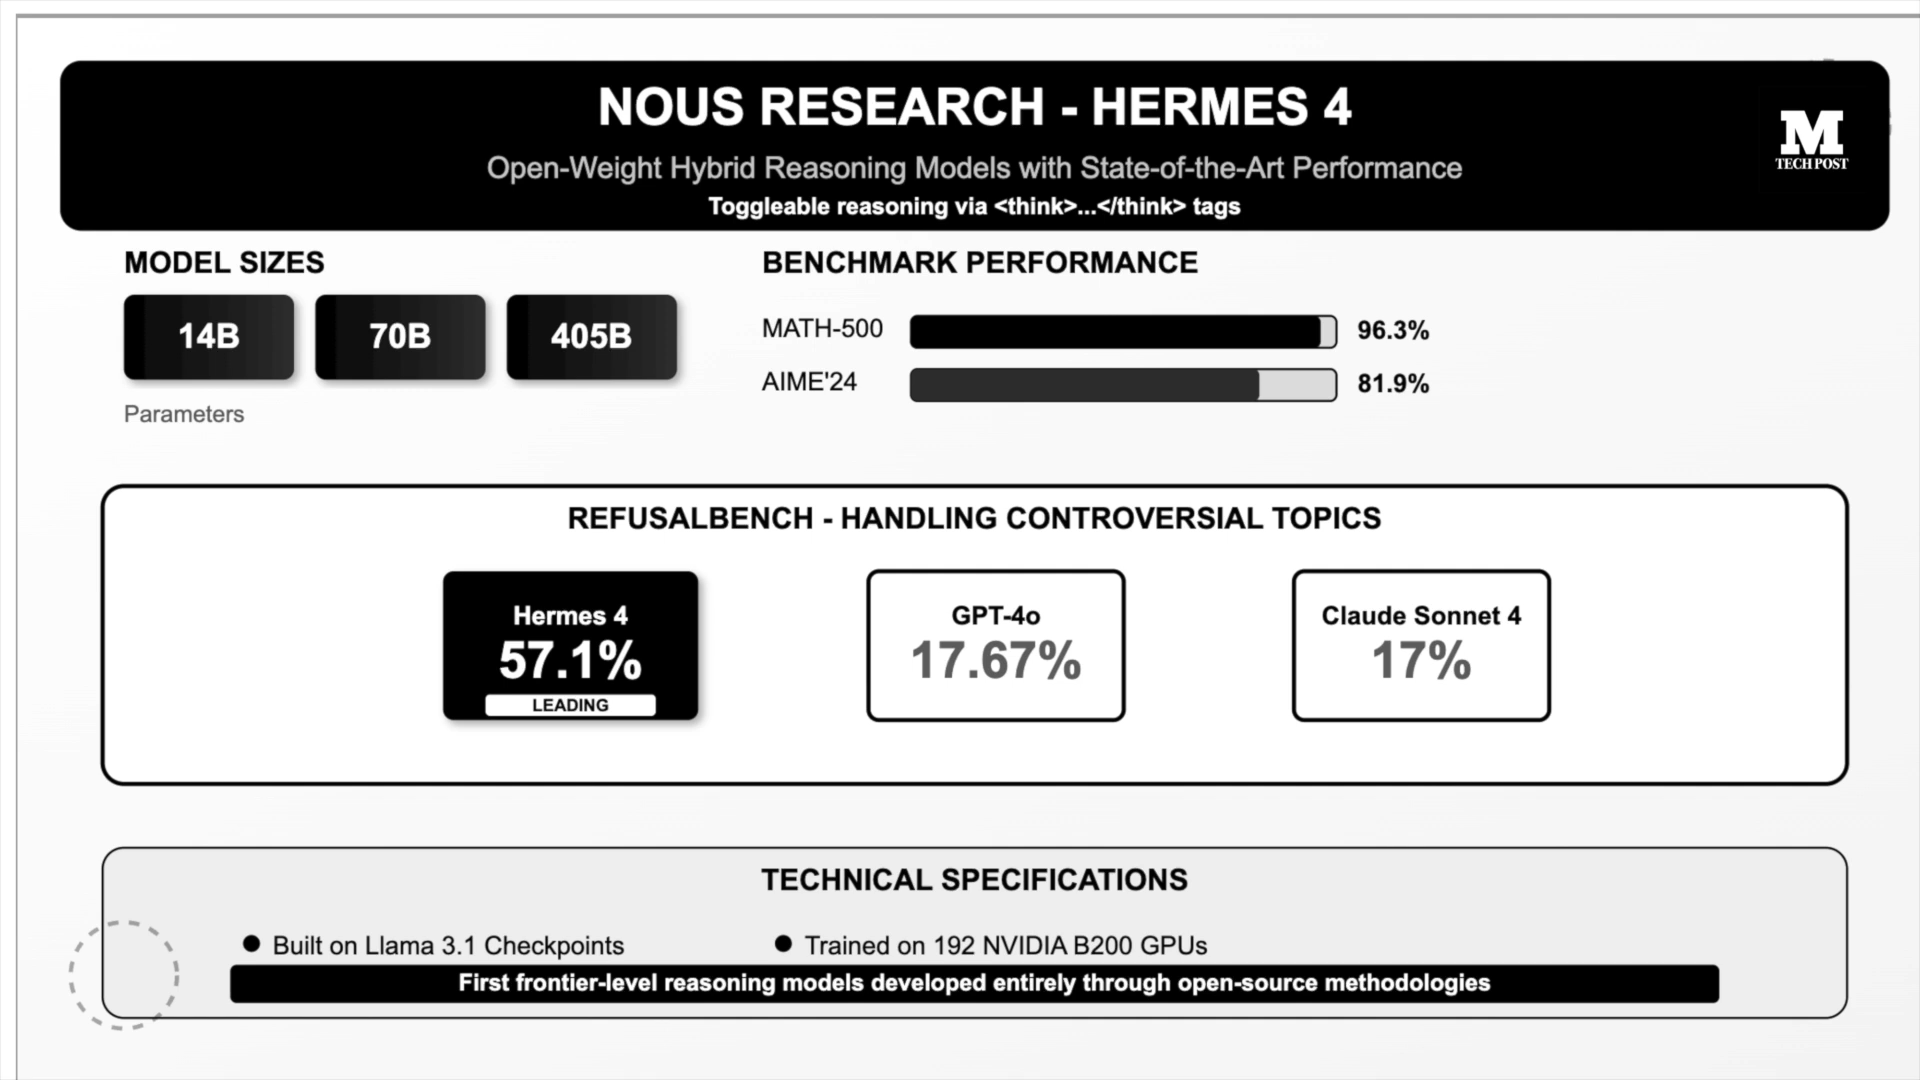 NOUS RESEARCH - HERMES 4
Open-Weight Hybrid Reasoning Models with State-of-the-Art Performance
Toggleable reasoning via <think>...</think> tags
M
TECH POST
MODEL SIZES
14B
70B
405B
Parameters
BENCHMARK PERFORMANCE
MATH-500
96.3%
AIME'24
81.9%
REFUSALBENCH - HANDLING CONTROVERSIAL TOPICS
Hermes 4
57.1%
LEADING
GPT-4o
17.67%
Claude Sonnet 4
17%
TECHNICAL SPECIFICATIONS
Built on Llama 3.1 Checkpoints
Trained on 192 NVIDIA B200 GPUs
First frontier-level reasoning models developed entirely through open-source methodologies